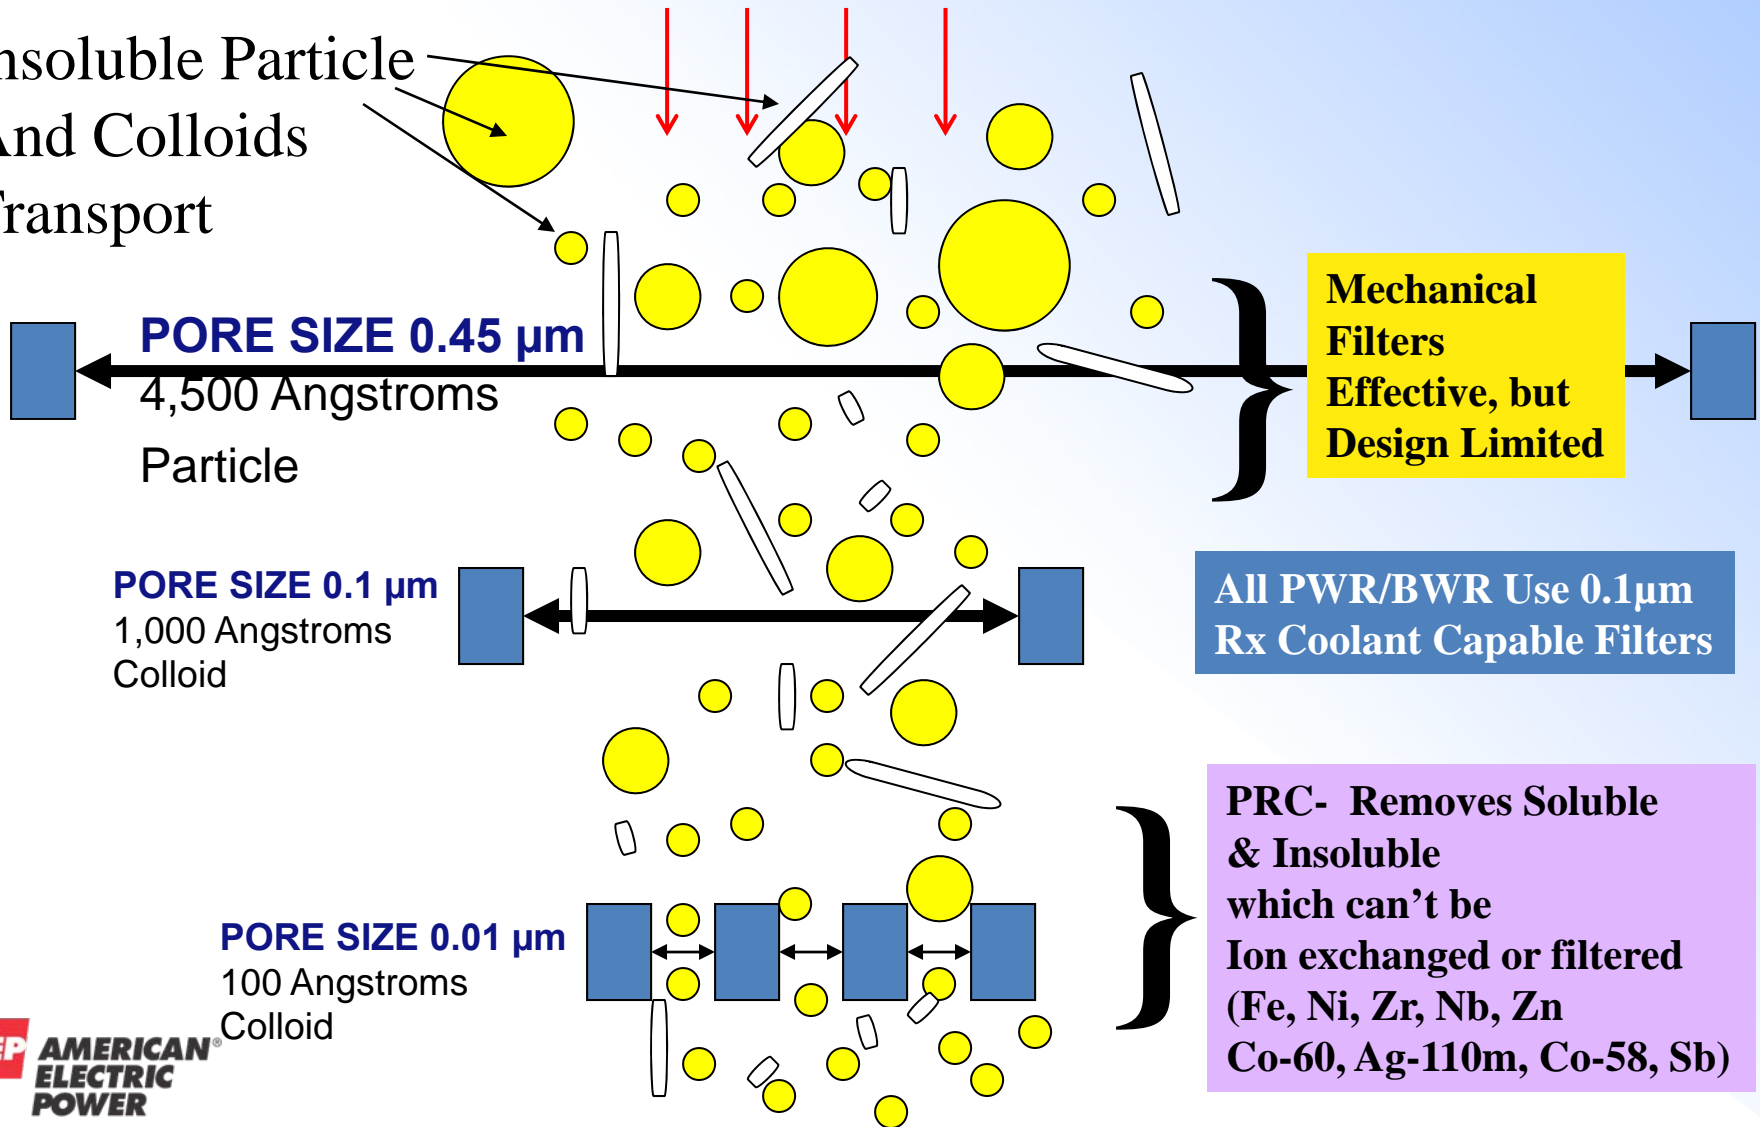 nsoluble Particle
And Colloids
Transport
PORE SIZE 0.45 µm
4,500 Angstroms
Particle
Mechanical
Filters
Effective, but
Design Limited
PORE SIZE 0.1 µm
1,000 Angstroms
Colloid
All PWR/BWR Use 0.1µm
Rx Coolant Capable Filters
PORE SIZE 0.01 µm
100 Angstroms
Colloid
PRC- Removes Soluble
& Insoluble
which can’t be
Ion exchanged or filtered
(Fe, Ni, Zr, Nb, Zn
Co-60, Ag-110m, Co-58, Sb)
EP
AMERICAN®
ELECTRIC
POWER